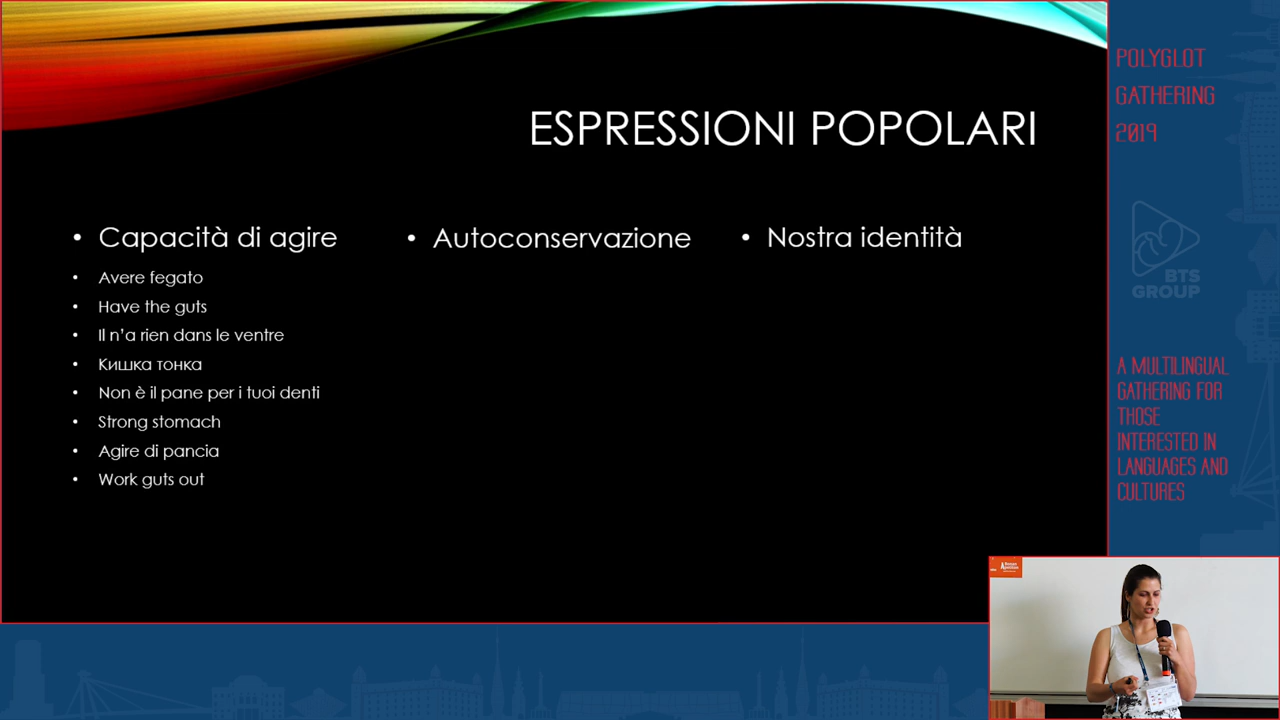 ESPRESSIONI POPOLARI
• Capacità di agire
• Avere fegato
• Have the guts
• Il n'a rien dans le ventre
• Кишка тонка
• Non è il pane per i tuoi denti
• Strong stomach
• Agire di pancia
• Work guts out
• Autoconservazione
• Nostra identità
POLYGLOT
GATHERING
2019
BTS
GROUP
A MULTILINGUAL
GATHERING FOR
THOSE
INTERESTED IN
LANGUAGES AND
CULTURES